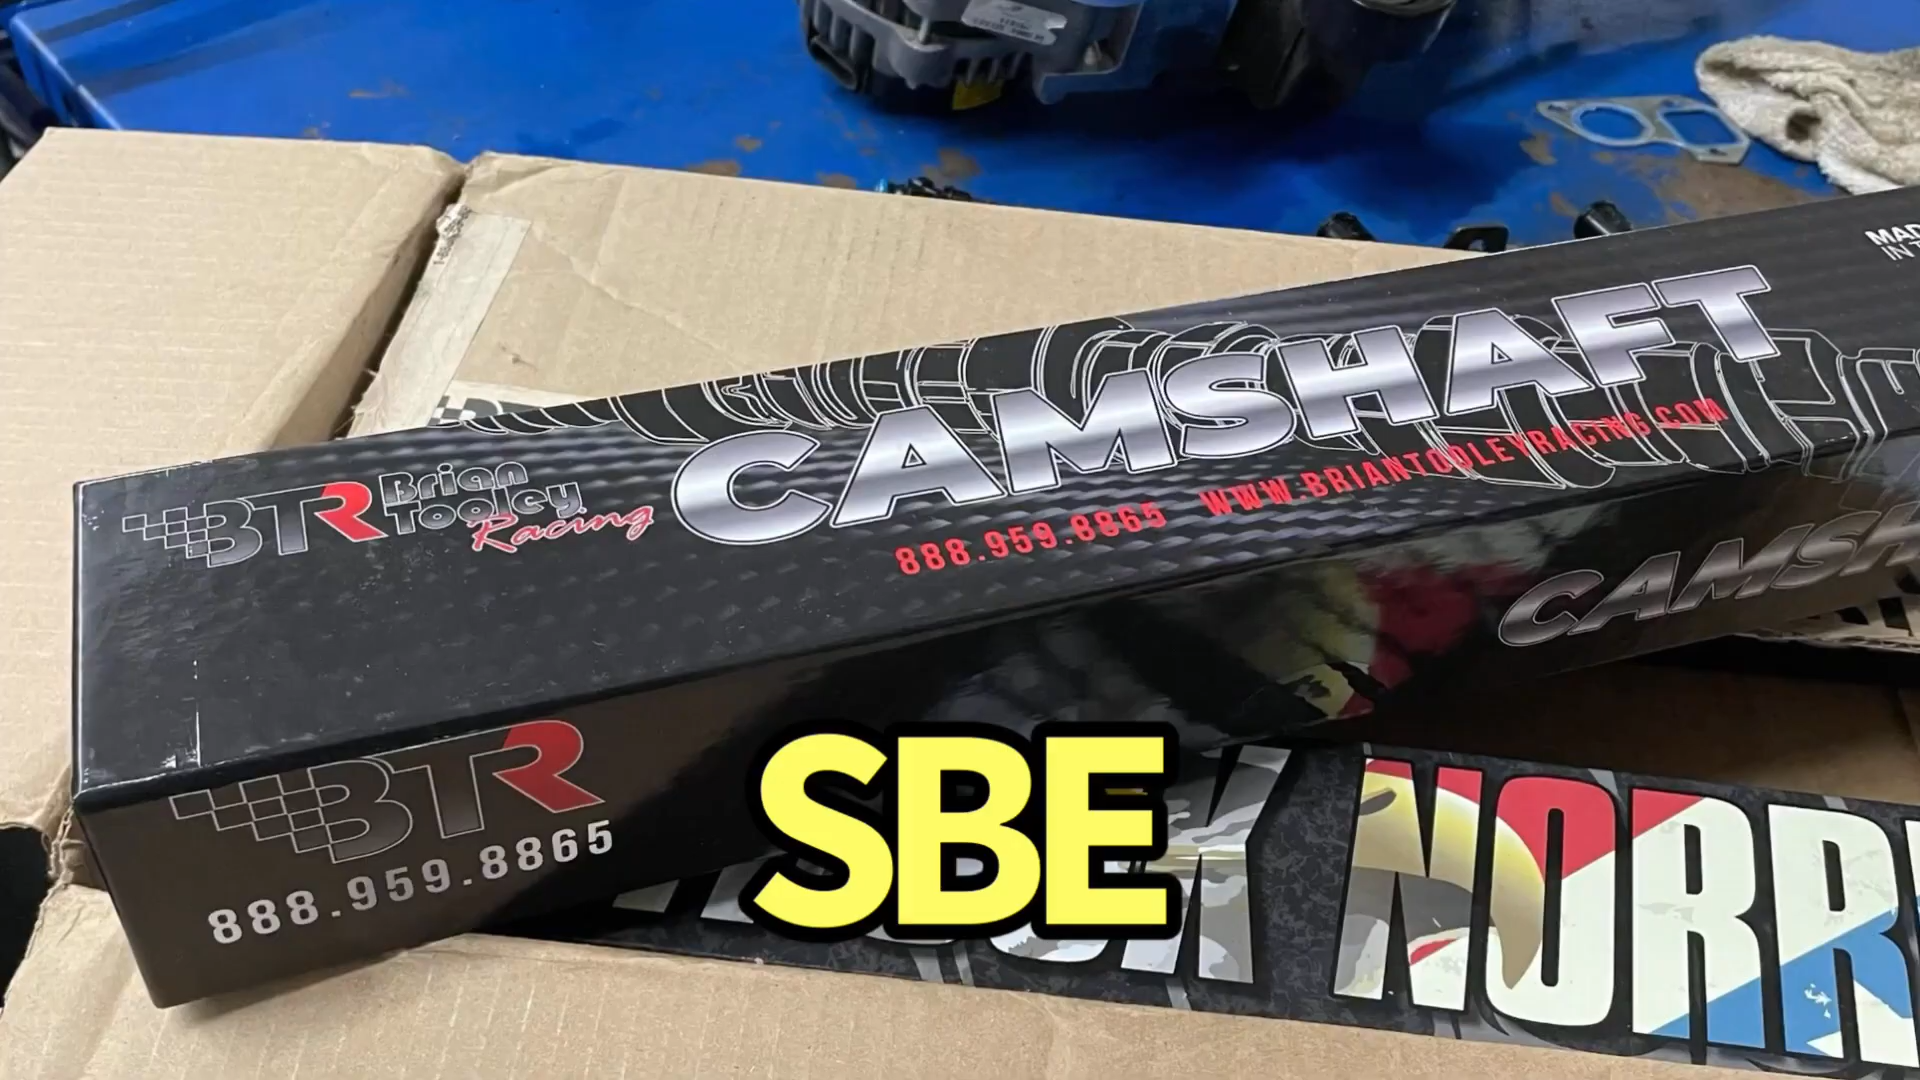 MAD
IN T
CAMSHAFT
BTR Brian
Tooley
Racing
888.959.8865 WWW.BRIANTOOLEYRACING.COM
CAMSH
BTR
888.959.8865
SBE
NORR